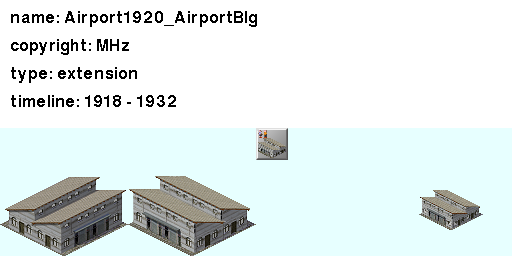 name: Airport1920_AirportBlg
copyright: MHz
type: extension
timeline: 1918 - 1932